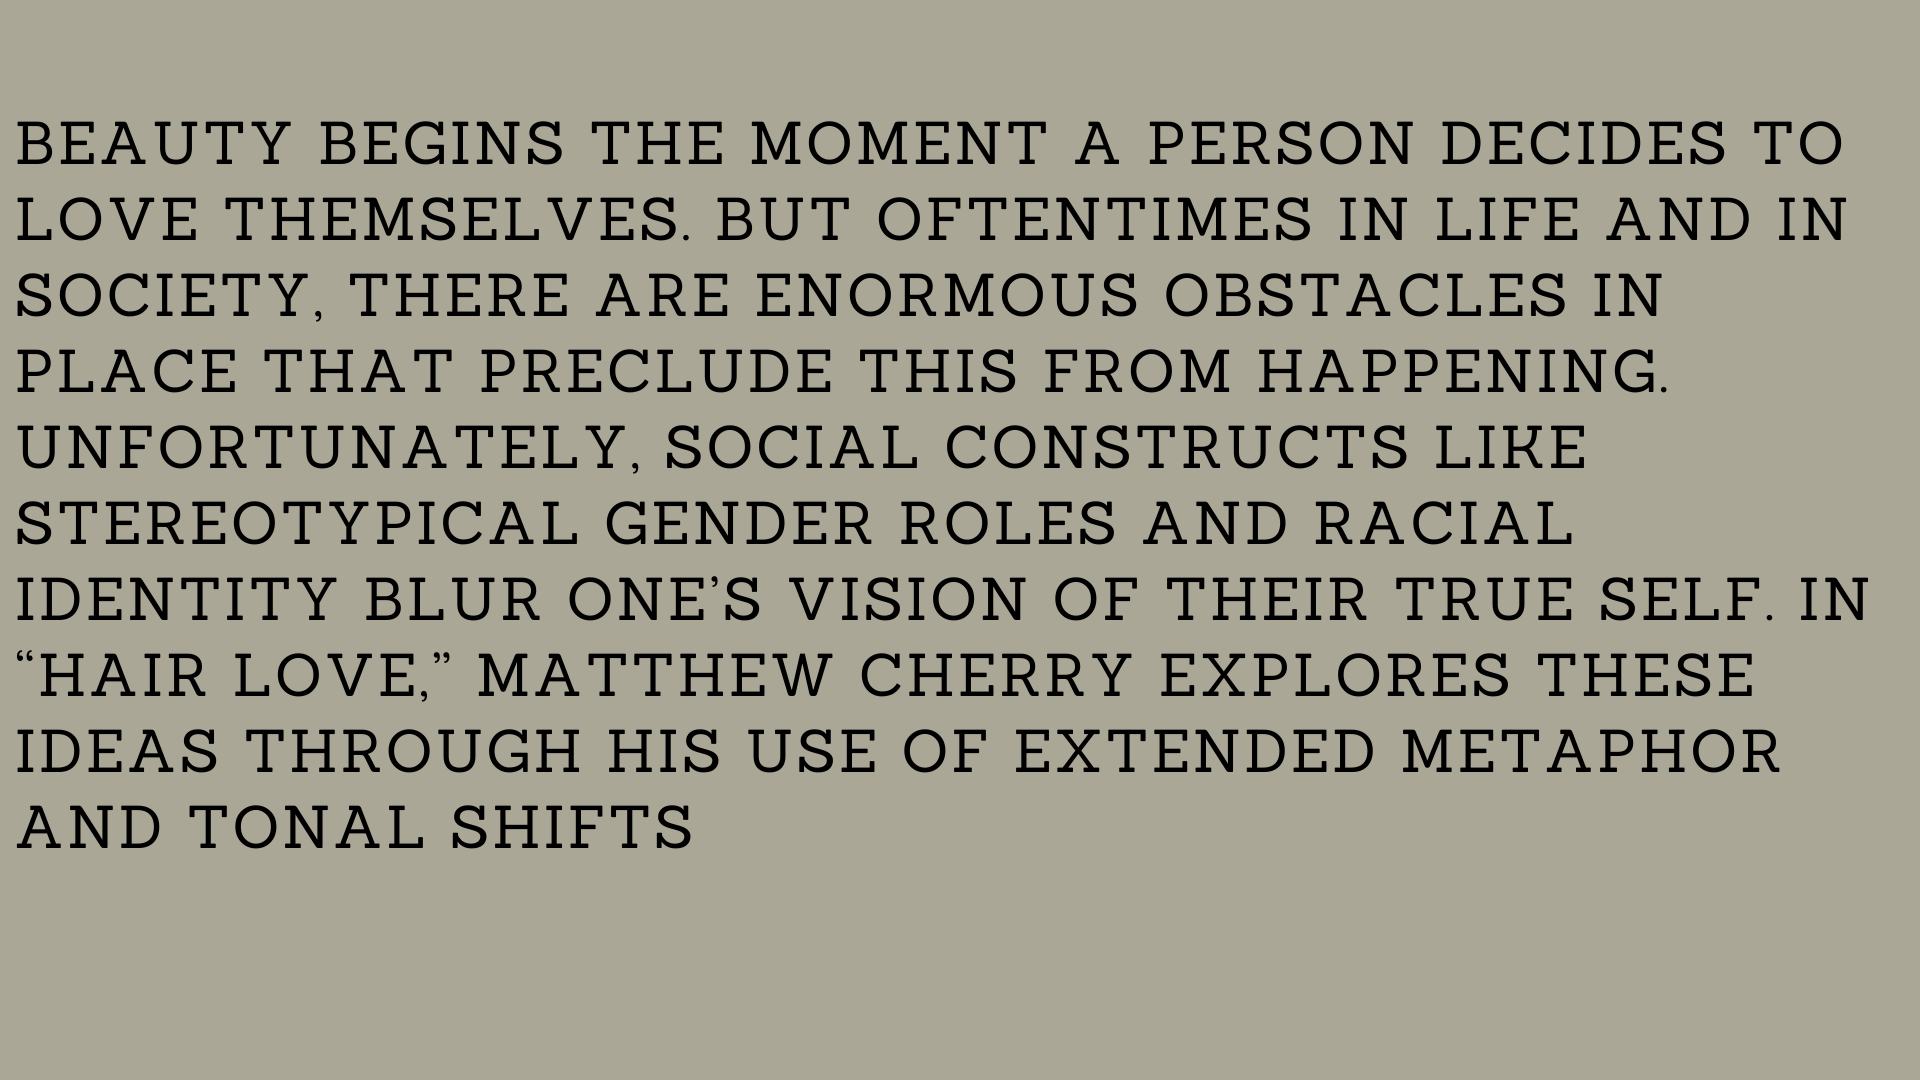 BEAUTY BEGINS THE MOMENT A PERSON DECIDES TO
LOVE THEMSELVES. BUT OFTENTIMES IN LIFE AND IN
SOCIETY, THERE ARE ENORMOUS OBSTACLES IN
PLACE THAT PRECLUDE THIS FROM HAPPENING.
UNFORTUNATELY, SOCIAL CONSTRUCTS LIKE
STEREOTYPICAL GENDER ROLES AND RACIAL
IDENTITY BLUR ONE’S VISION OF THEIR TRUE SELF. IN
“HAIR LOVE,” MATTHEW CHERRY EXPLORES THESE
IDEAS THROUGH HIS USE OF EXTENDED METAPHOR
AND TONAL SHIFTS